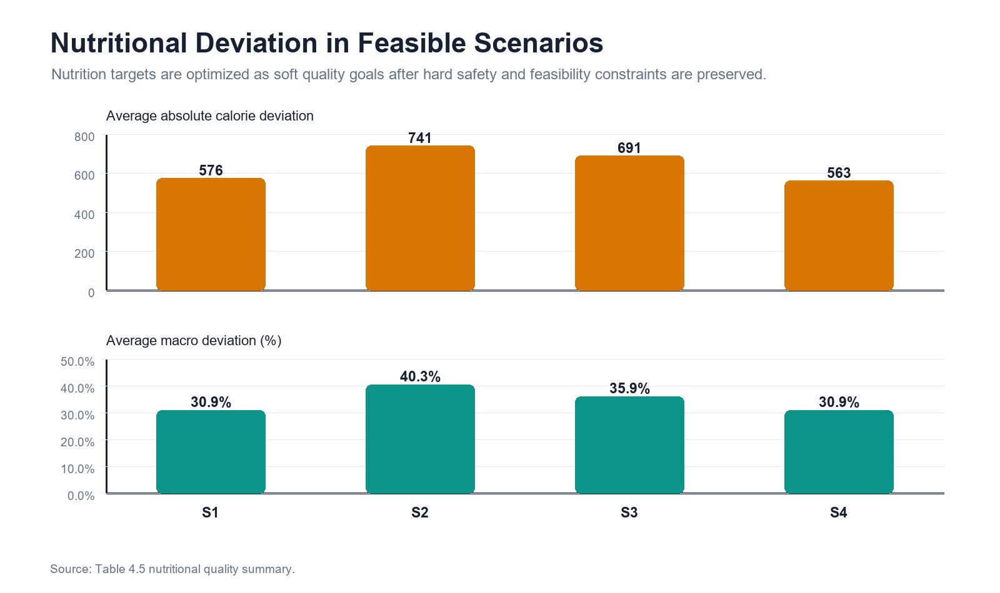 Nutritional Deviation in Feasible Scenarios
Nutrition targets are optimized as soft quality goals after hard safety and feasibility constraints are preserved.
Average absolute calorie deviation
800
600
400
200
0
576
741
691
563
Average macro deviation (%)
50.0%
40.0%
30.0%
20.0%
10.0%
0.0%
30.9%
40.3%
35.9%
30.9%
S1
S2
S3
S4
Source: Table 4.5 nutritional quality summary.